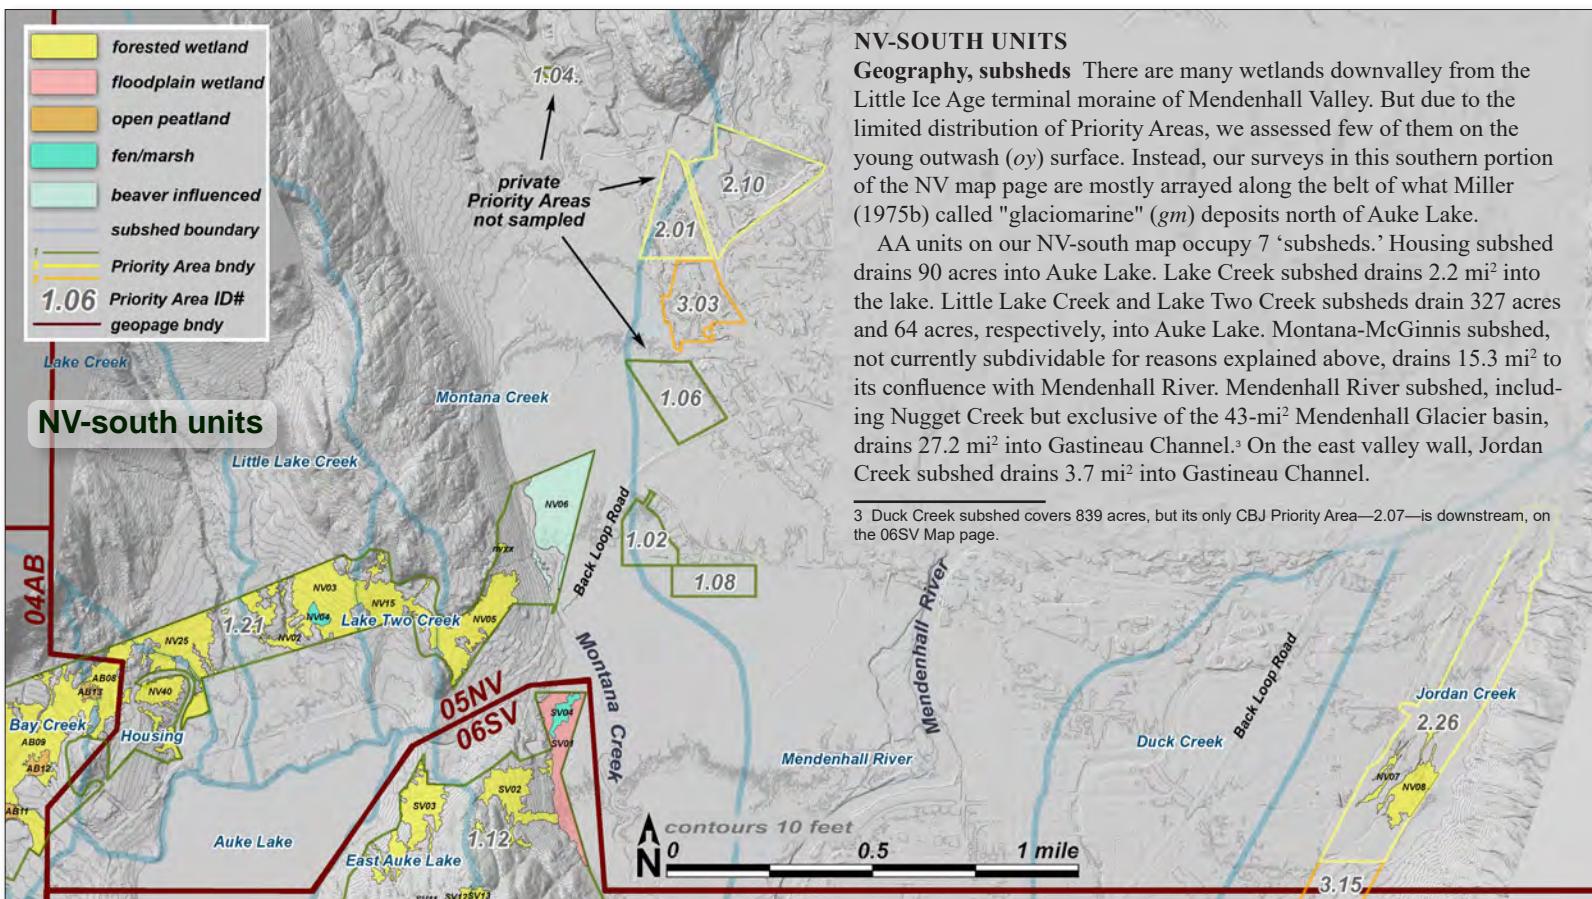 forested wetland
floodplain wetland
open peatland
fen/marsh
beaver influenced
subshed boundary
1
2
3
Priority Area bndy
1.06 Priority Area ID#
geopage bndy
Lake Creek
NV-south units
Little Lake Creek
Montana Creek
1.04
private
Priority Areas
not sampled
2.10
2.01
3.03
1.06
NV-SOUTH UNITS
Geography, subsheds There are many wetlands downvalley from the
Little Ice Age terminal moraine of Mendenhall Valley. But due to the
limited distribution of Priority Areas, we assessed few of them on the
young outwash (oy) surface. Instead, our surveys in this southern portion
of the NV map page are mostly arrayed along the belt of what Miller
(1975b) called "glaciomarine" (gm) deposits north of Auke Lake.
AA units on our NV-south map occupy 7 ‘subsheds.’ Housing subshed
drains 90 acres into Auke Lake. Lake Creek subshed drains 2.2 mi² into
the lake. Little Lake Creek and Lake Two Creek subsheds drain 327 acres
and 64 acres, respectively, into Auke Lake. Montana-McGinnis subshed,
not currently subdividable for reasons explained above, drains 15.3 mi² to
its confluence with Mendenhall River. Mendenhall River subshed, includ-
ing Nugget Creek but exclusive of the 43-mi² Mendenhall Glacier basin,
drains 27.2 mi² into Gastineau Channel.³ On the east valley wall, Jordan
Creek subshed drains 3.7 mi² into Gastineau Channel.
3 Duck Creek subshed covers 839 acres, but its only CBJ Priority Area—2.07—is downstream, on
the 06SV Map page.
NV06
Back Loop Road
1.02
1.08
04AB
nvxx
NV03
NV04
NV15
Lake Two Creek
NV05
1.21
NV02
NV25
AB08
AB13
NV40
Bay Creek
Housing
AB09
AB12
AB11
05NV
06SV
SV04
SV01
Montana Creek
Mendenhall River
Mendenhall River
Back Loop Road
Duck Creek
Jordan Creek
2.26
NV07
NV08
3.15
SV03
SV02
1.12
Auke Lake
East Auke Lake
SV12
SV13
N
contours 10 feet
0 0.5 1 mile